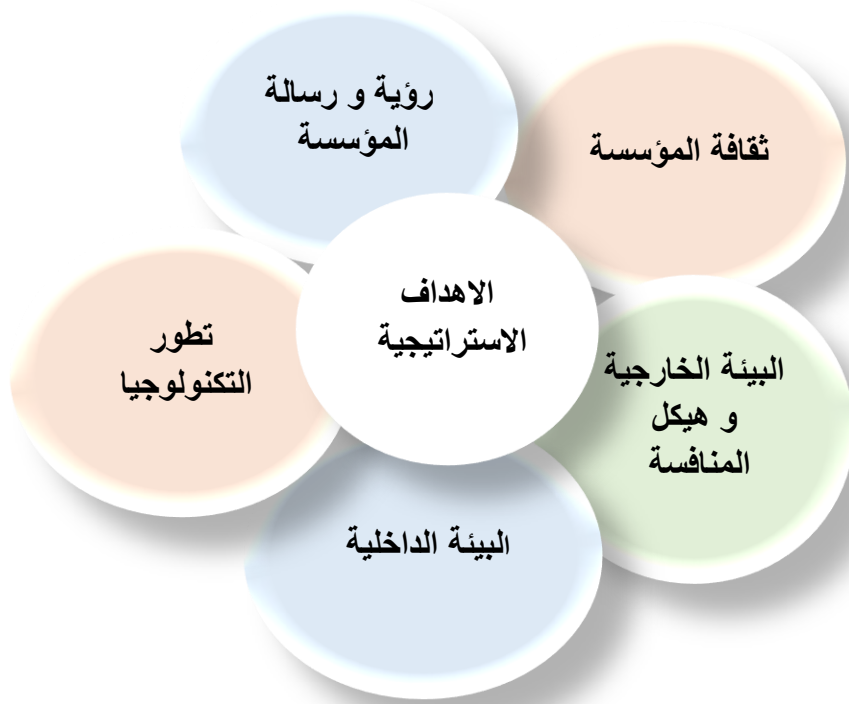 رؤية و رسالة
المؤسسة
ثقافة المؤسسة
الاهداف
الاستراتيجية
تطور
التكنولوجيا
البيئة الخارجية
و هيكل
المنافسة
البيئة الداخلية